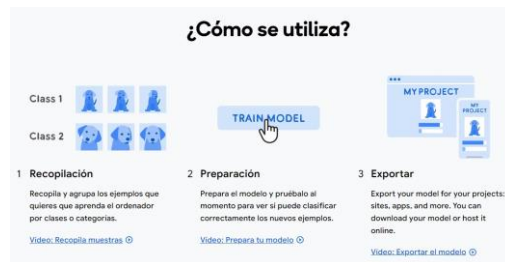 ¿Cómo se utiliza?
Class 1
Class 2
TRAIN MODEL
MY PROJECT
MY
PROJECT
1 Recopilación
Recopila y agrupa los ejemplos que
quieres que aprenda el ordenador
por clases o categorías.
Vídeo: Recopila muestras
2 Preparación
Prepara el modelo y pruébalo al
momento para ver si puede clasificar
correctamente los nuevos ejemplos.
Vídeo: Prepara tu modelo
3 Exportar
Export your model for your projects:
sites, apps, and more. You can
download your model or host it
online.
Vídeo: Exportar el modelo